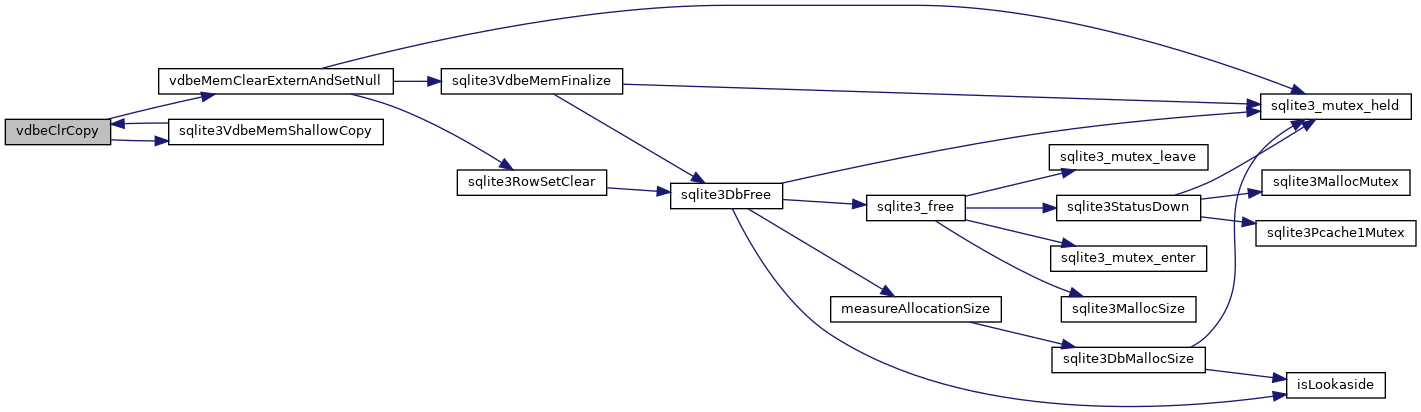 vdbeClrCopy
vdbeMemClearExternAndSetNull
sqlite3VdbeMemShallowCopy
sqlite3VdbeMemFinalize
sqlite3RowSetClear
sqlite3DbFree
sqlite3_free
measureAllocationSize
sqlite3_mutex_leave
sqlite3StatusDown
sqlite3_mutex_enter
sqlite3MallocSize
sqlite3DbMallocSize
sqlite3_mutex_held
sqlite3MallocMutex
sqlite3Pcache1Mutex
isLookaside